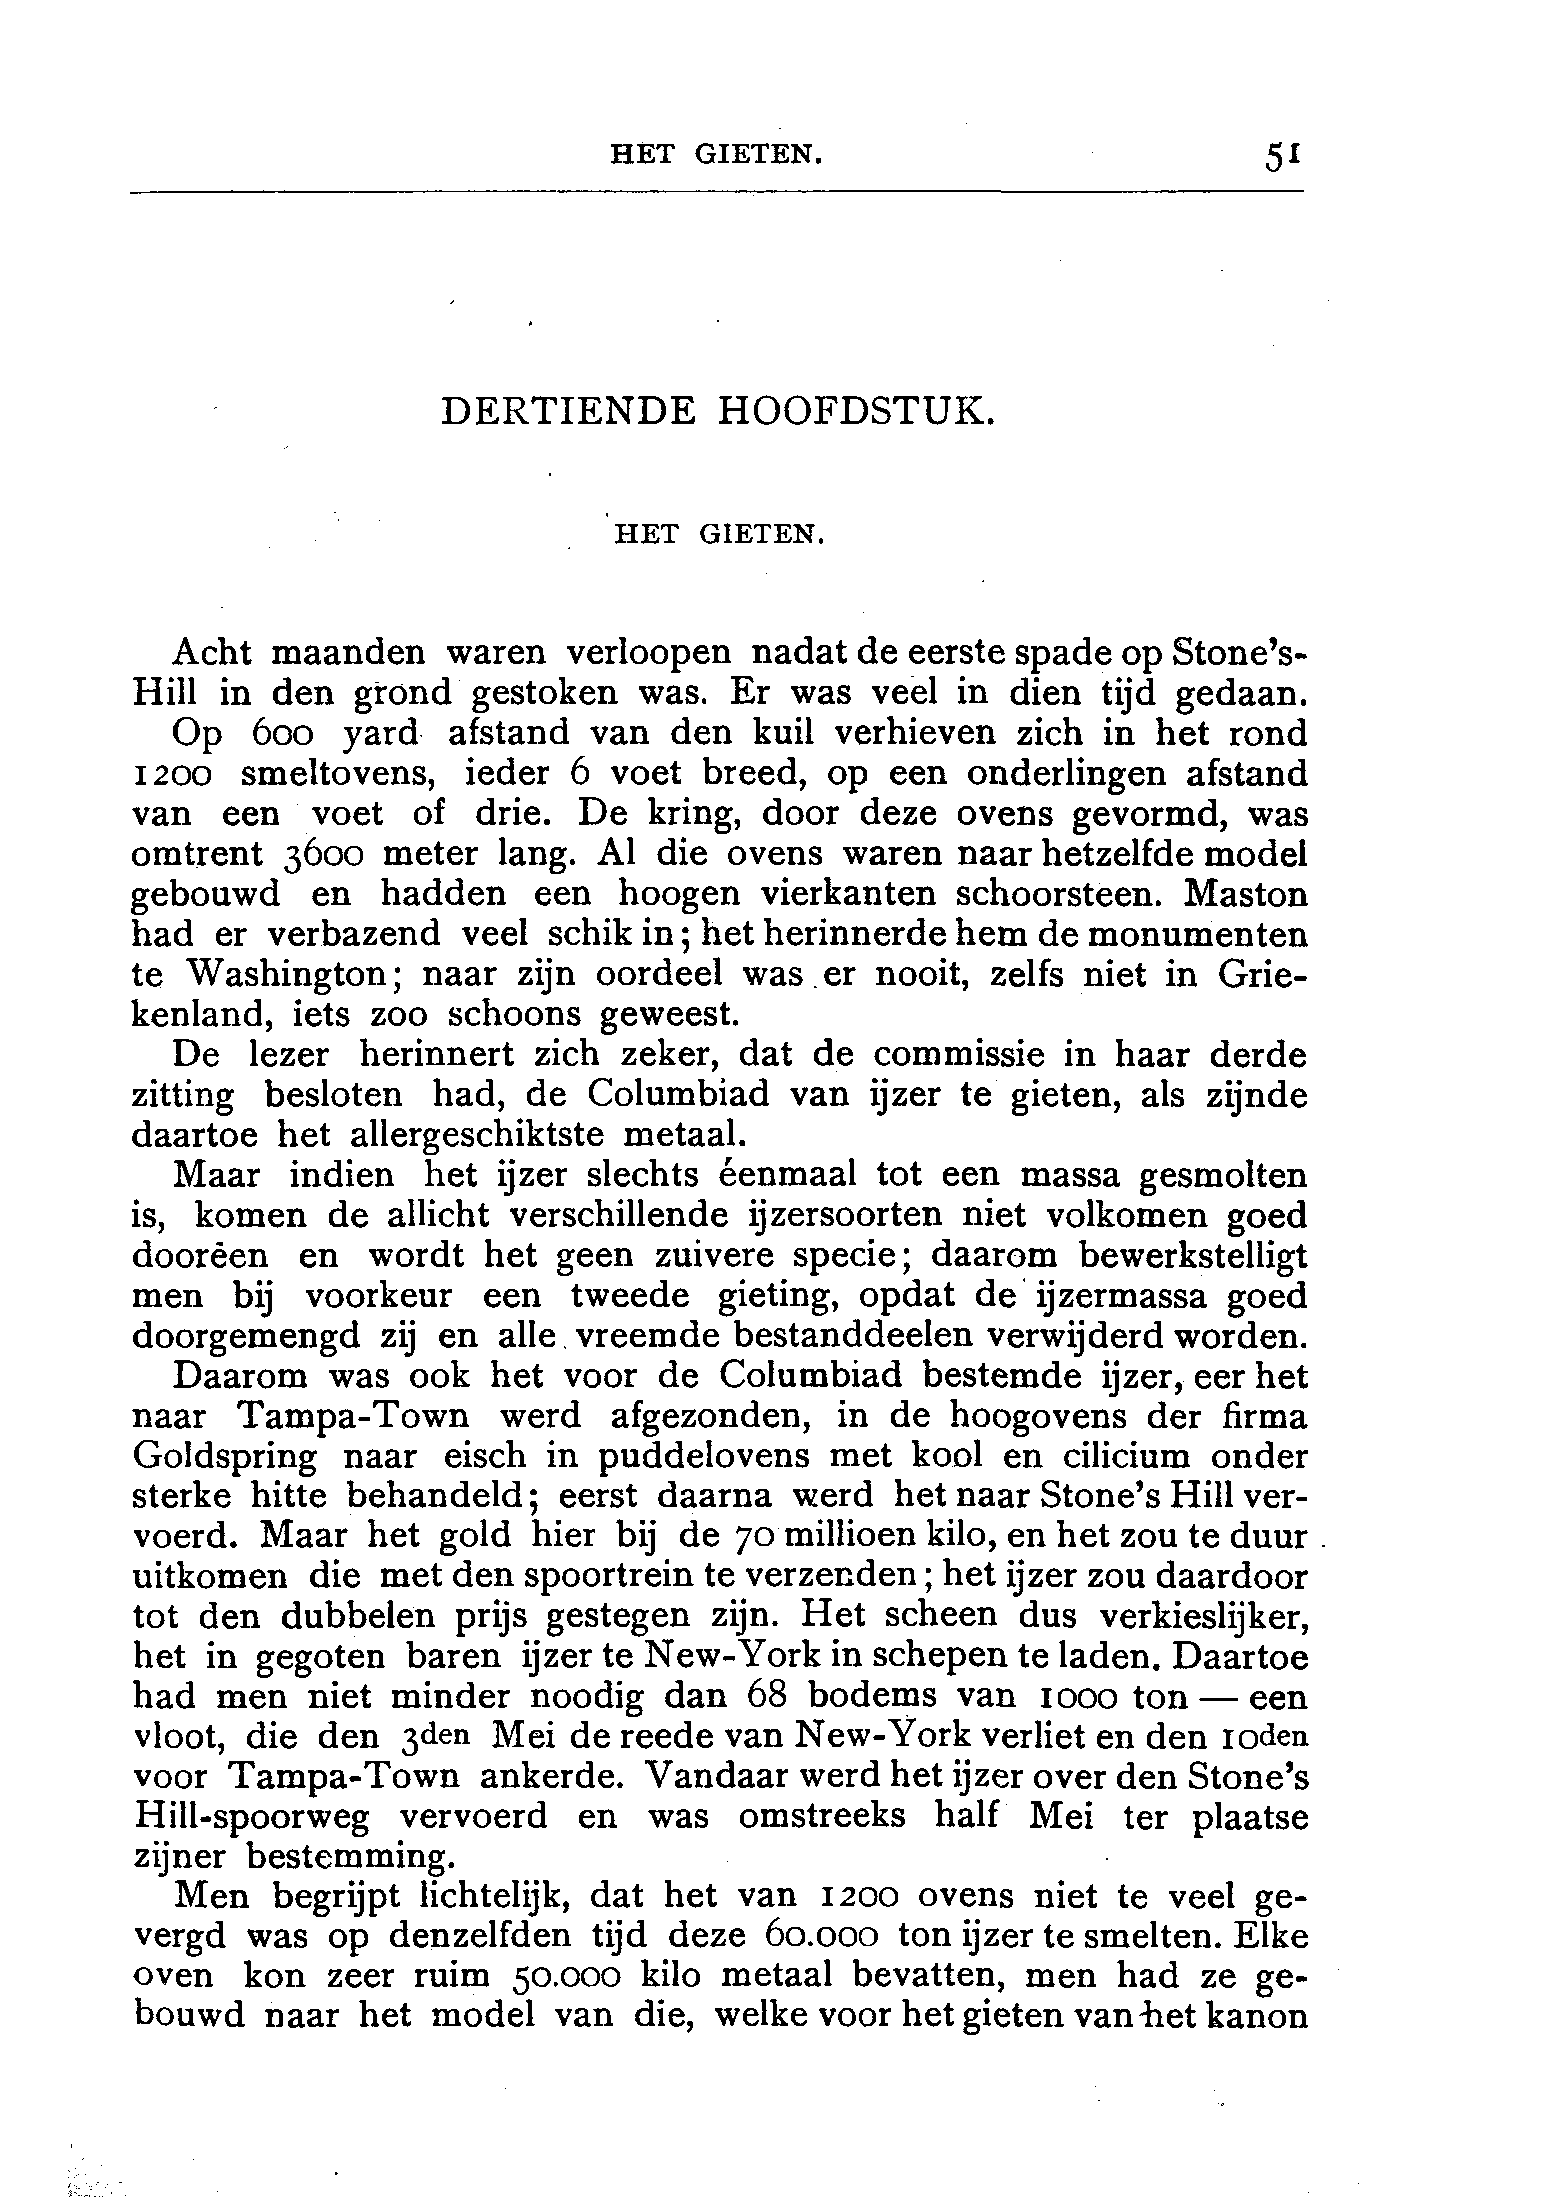 HET GIETEN. 51
DERTIENDE HOOFDSTUK.
HET GIETEN.
Acht maanden waren verloopen nadat de eerste spade op Stone's-
Hill in den grond gestoken was. Er was veel in dien tijd gedaan.
Op 600 yard afstand van den kuil verhieven zich in het rond
1200 smeltovens, ieder 6 voet breed, op een onderlingen afstand
van een voet of drie. De kring, door deze ovens gevormd, was
omtrent 3600 meter lang. Al die ovens waren naar hetzelfde model
gebouwd en hadden een hoogen vierkanten schoorsteen. Maston
had er verbazend veel schik in; het herinnerde hem de monumenten
te Washington; naar zijn oordeel was er nooit, zelfs niet in Grie-
kenland, iets zoo schoons geweest.
De lezer herinnert zich zeker, dat de commissie in haar derde
zitting besloten had, de Columbiad van ijzer te gieten, als zijnde
daartoe het allergeschiktste metaal.
Maar indien het ijzer slechts éenmaal tot een massa gesmolten
is, komen de allicht verschillende ijzersoorten niet volkomen goed
dooréen en wordt het geen zuivere specie; daarom bewerkstelligt
men bij voorkeur een tweede gieting, opdat de ijzermassa goed
doorgemengd zij en alle vreemde bestanddeelen verwijderd worden.
Daarom was ook het voor de Columbiad bestemde ijzer, eer het
naar Tampa-Town werd afgezonden, in de hoogovens der firma
Goldspring naar eisch in puddelovens met kool en cilicium onder
sterke hitte behandeld; eerst daarna werd het naar Stone's Hill ver-
voerd. Maar het gold hier bij de 70 millioen kilo, en het zou te duur
uitkomen die met den spoortrein te verzenden; het ijzer zou daardoor
tot den dubbelen prijs gestegen zijn. Het scheen dus verkieslijker,
het in gegoten baren ijzer te New-York in schepen te laden. Daartoe
had men niet minder noodig dan 68 bodems van 1000 ton — een
vloot, die den 3den Mei de reede van New-York verliet en den 10den
voor Tampa-Town ankerde. Vandaar werd het ijzer over den Stone's
Hill-spoorweg vervoerd en was omstreeks half Mei ter plaatse
zijner bestemming.
Men begrijpt lichtelijk, dat het van 1200 ovens niet te veel ge-
vergd was op denzelfden tijd deze 60.000 ton ijzer te smelten. Elke
oven kon zeer ruim 50.000 kilo metaal bevatten, men had ze ge-
bouwd naar het model van die, welke voor het gieten van het kanon